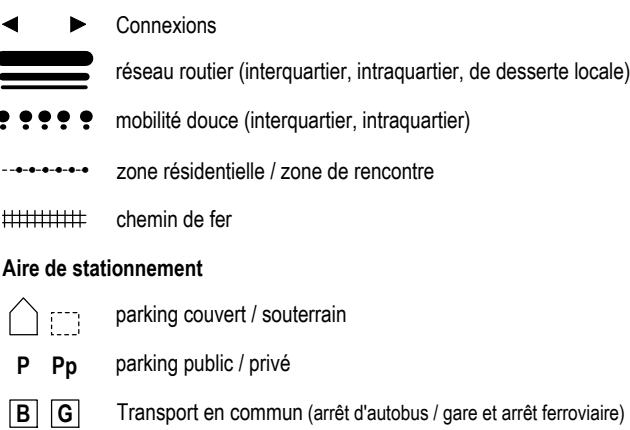 Connexions
réseau routier (interquartier, intraquartier, de desserte locale)
mobilité douce (interquartier, intraquartier)
zone résidentielle / zone de rencontre
chemin de fer
Aire de stationnement
parking couvert / souterrain
P Pp parking public / privé
B G Transport en commun (arrêt d'autobus / gare et arrêt ferroviaire)